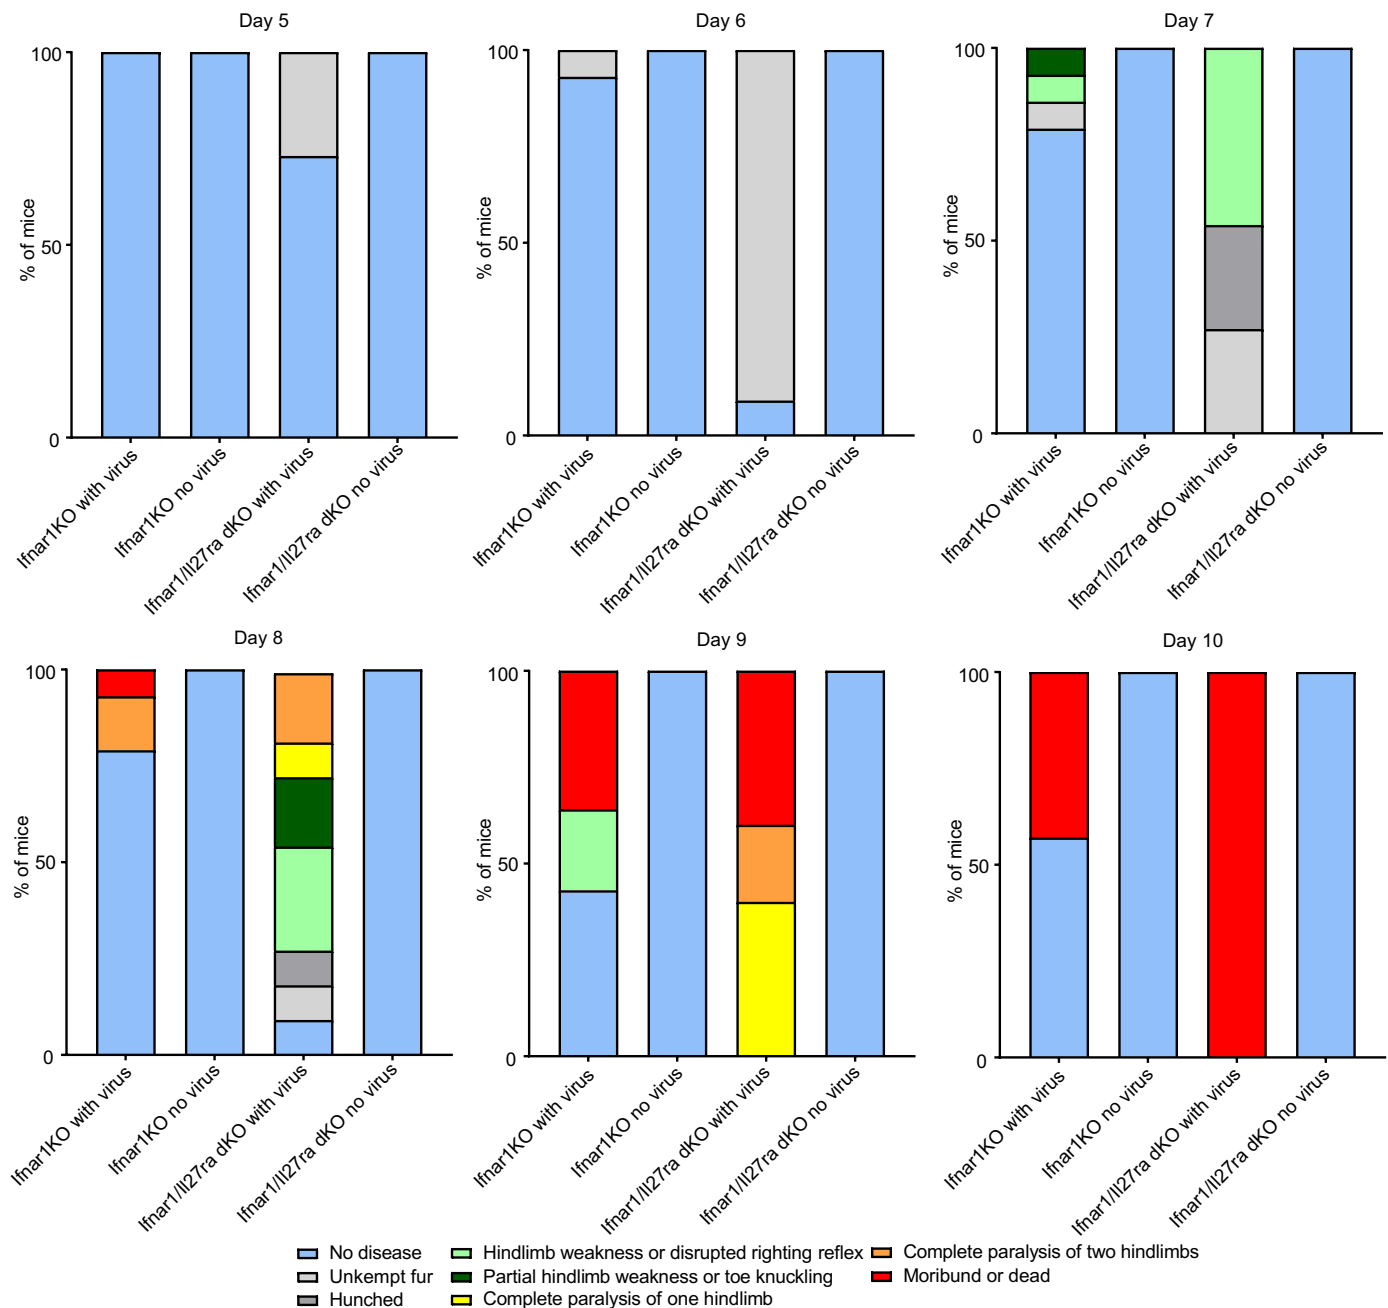 Day 5
100
50
0
% of mice
Ifnar1KO with virus
Ifnar1KO no virus
Ifnar1/Il27ra dKO with virus
Ifnar1/Il27ra dKO no virus
Day 6
100
50
0
% of mice
Ifnar1KO with virus
Ifnar1KO no virus
Ifnar1/Il27ra dKO with virus
Ifnar1/Il27ra dKO no virus
Day 7
100
50
0
% of mice
Ifnar1KO with virus
Ifnar1KO no virus
Ifnar1/Il27ra dKO with virus
Ifnar1/Il27ra dKO no virus
Day 8
100
50
0
% of mice
Ifnar1KO with virus
Ifnar1KO no virus
Ifnar1/Il27ra dKO with virus
Ifnar1/Il27ra dKO no virus
Day 9
100
50
0
% of mice
Ifnar1KO with virus
Ifnar1KO no virus
Ifnar1/Il27ra dKO with virus
Ifnar1/Il27ra dKO no virus
Day 10
100
50
0
% of mice
Ifnar1KO with virus
Ifnar1KO no virus
Ifnar1/Il27ra dKO with virus
Ifnar1/Il27ra dKO no virus
No disease
Unkempt fur
Hunched
Hindlimb weakness or disrupted righting reflex
Partial hindlimb weakness or toe knuckling
Complete paralysis of one hindlimb
Complete paralysis of two hindlimbs
Moribund or dead